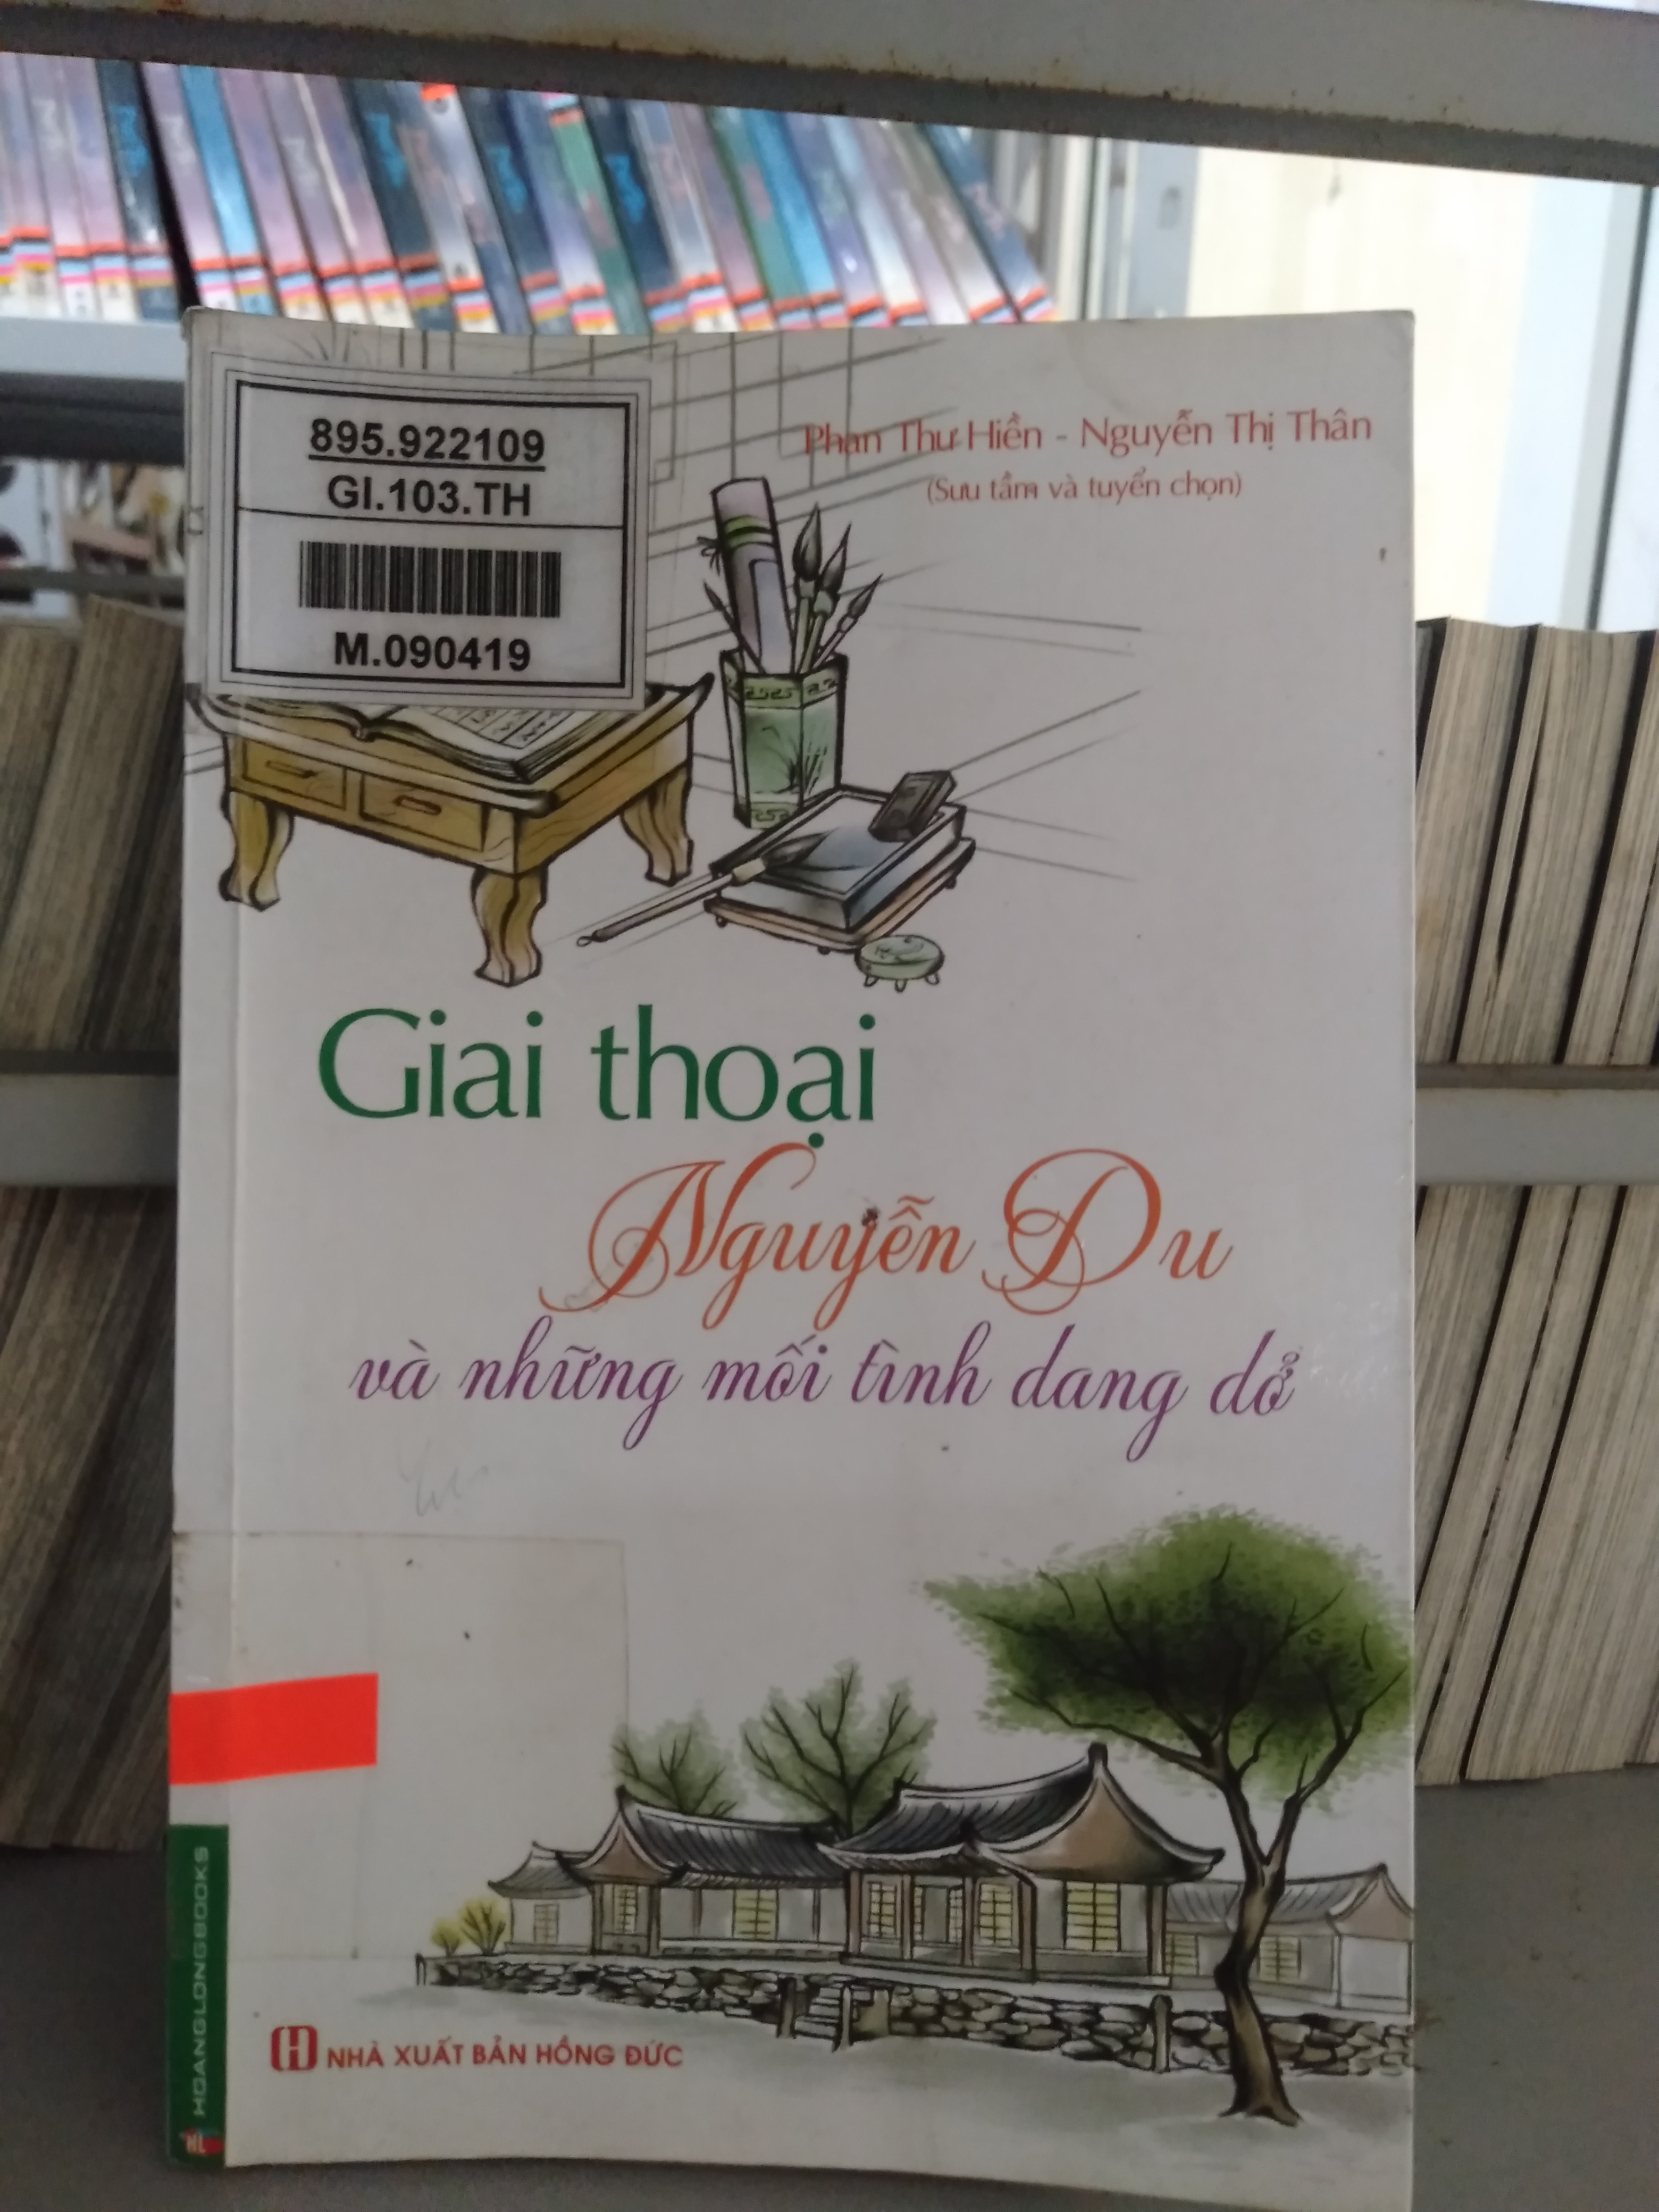 895.922109
GI.103.TH
M.090419
Phan Thư Hiền - Nguyễn Thị Thân
(Sưu tầm và tuyển chọn)
Giai thoại
Nguyễn Du
và những mối tình dang dở
HOANGLONGBOOKS
HL
NHÀ XUẤT BẢN HỒNG ĐỨC